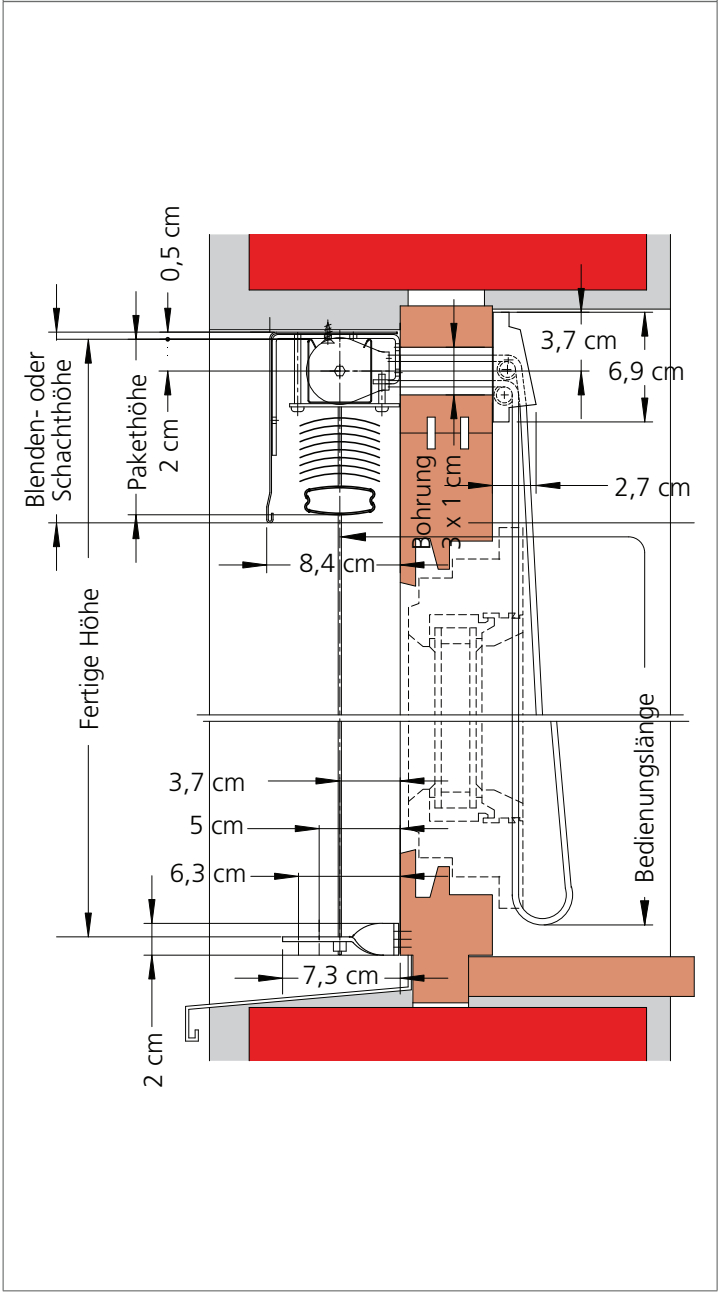 0,5 cm
Blenden- oder
Schachthöhe
Pakethöhe
2 cm
3,7 cm
6,9 cm
2,7 cm
ohrung
3 x 1 cm
8,4 cm
Fertige Höhe
3,7 cm
5 cm
6,3 cm
Bedienungslänge
7,3 cm
2 cm